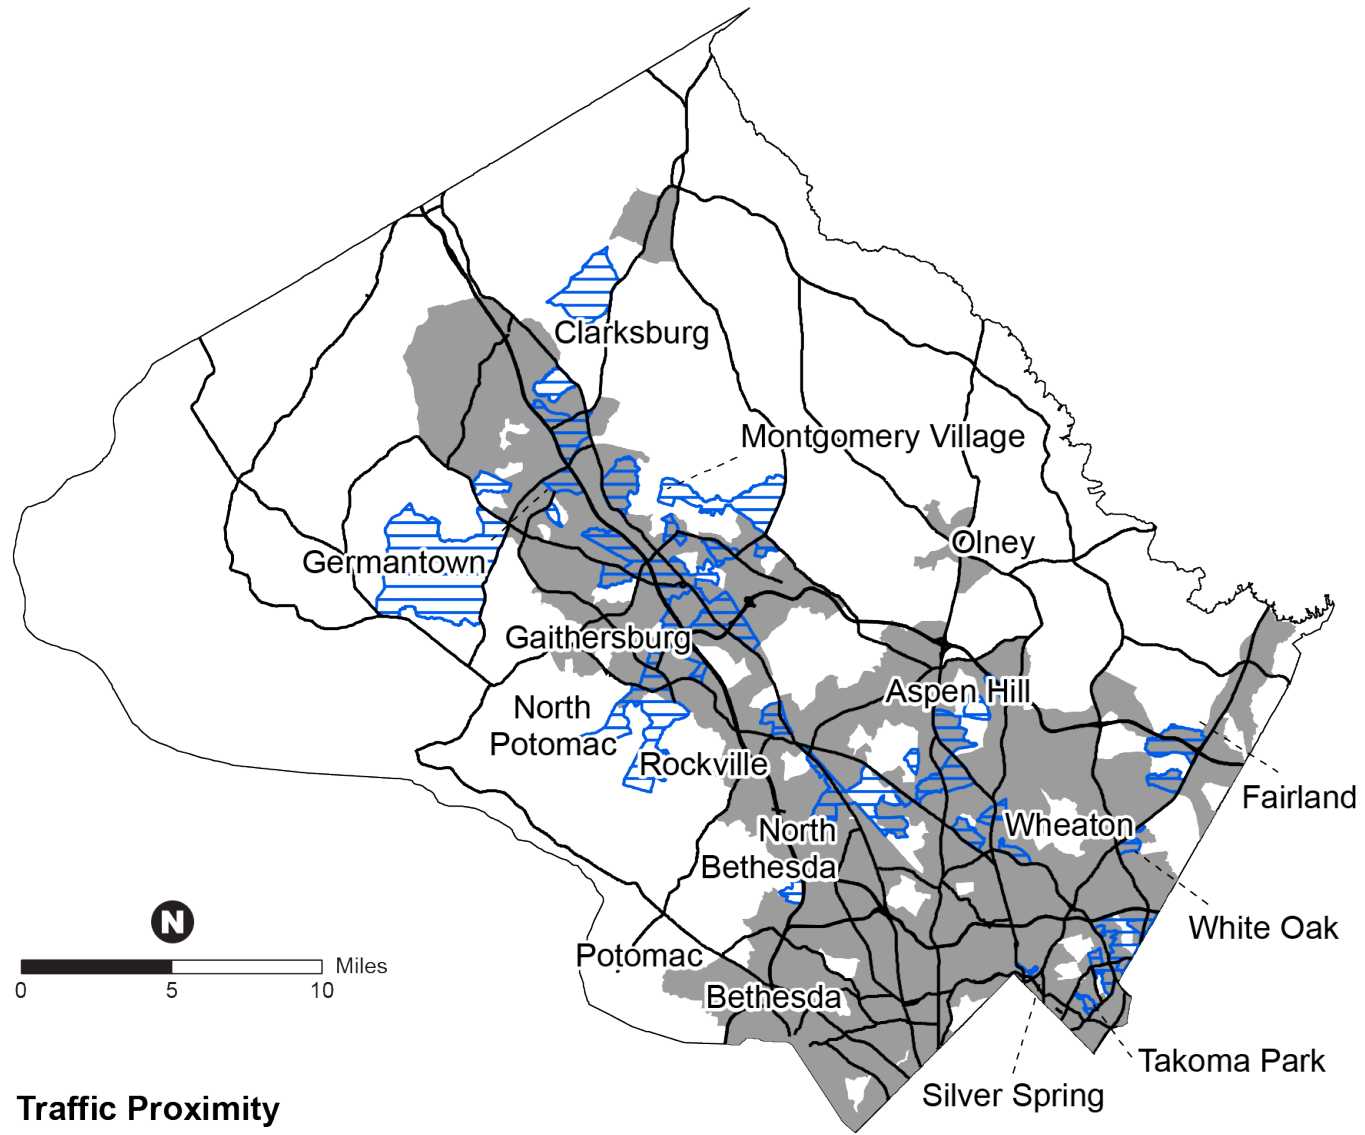 Clarksburg
Montgomery Village
Olney
Germantown
Gaithersburg
Aspen Hill
North
Potomac
Rockville
Fairland
Wheaton
North
Bethesda
White Oak
N
Potomac
Miles
0 5 10
Bethesda
Takoma Park
Silver Spring
Traffic Proximity